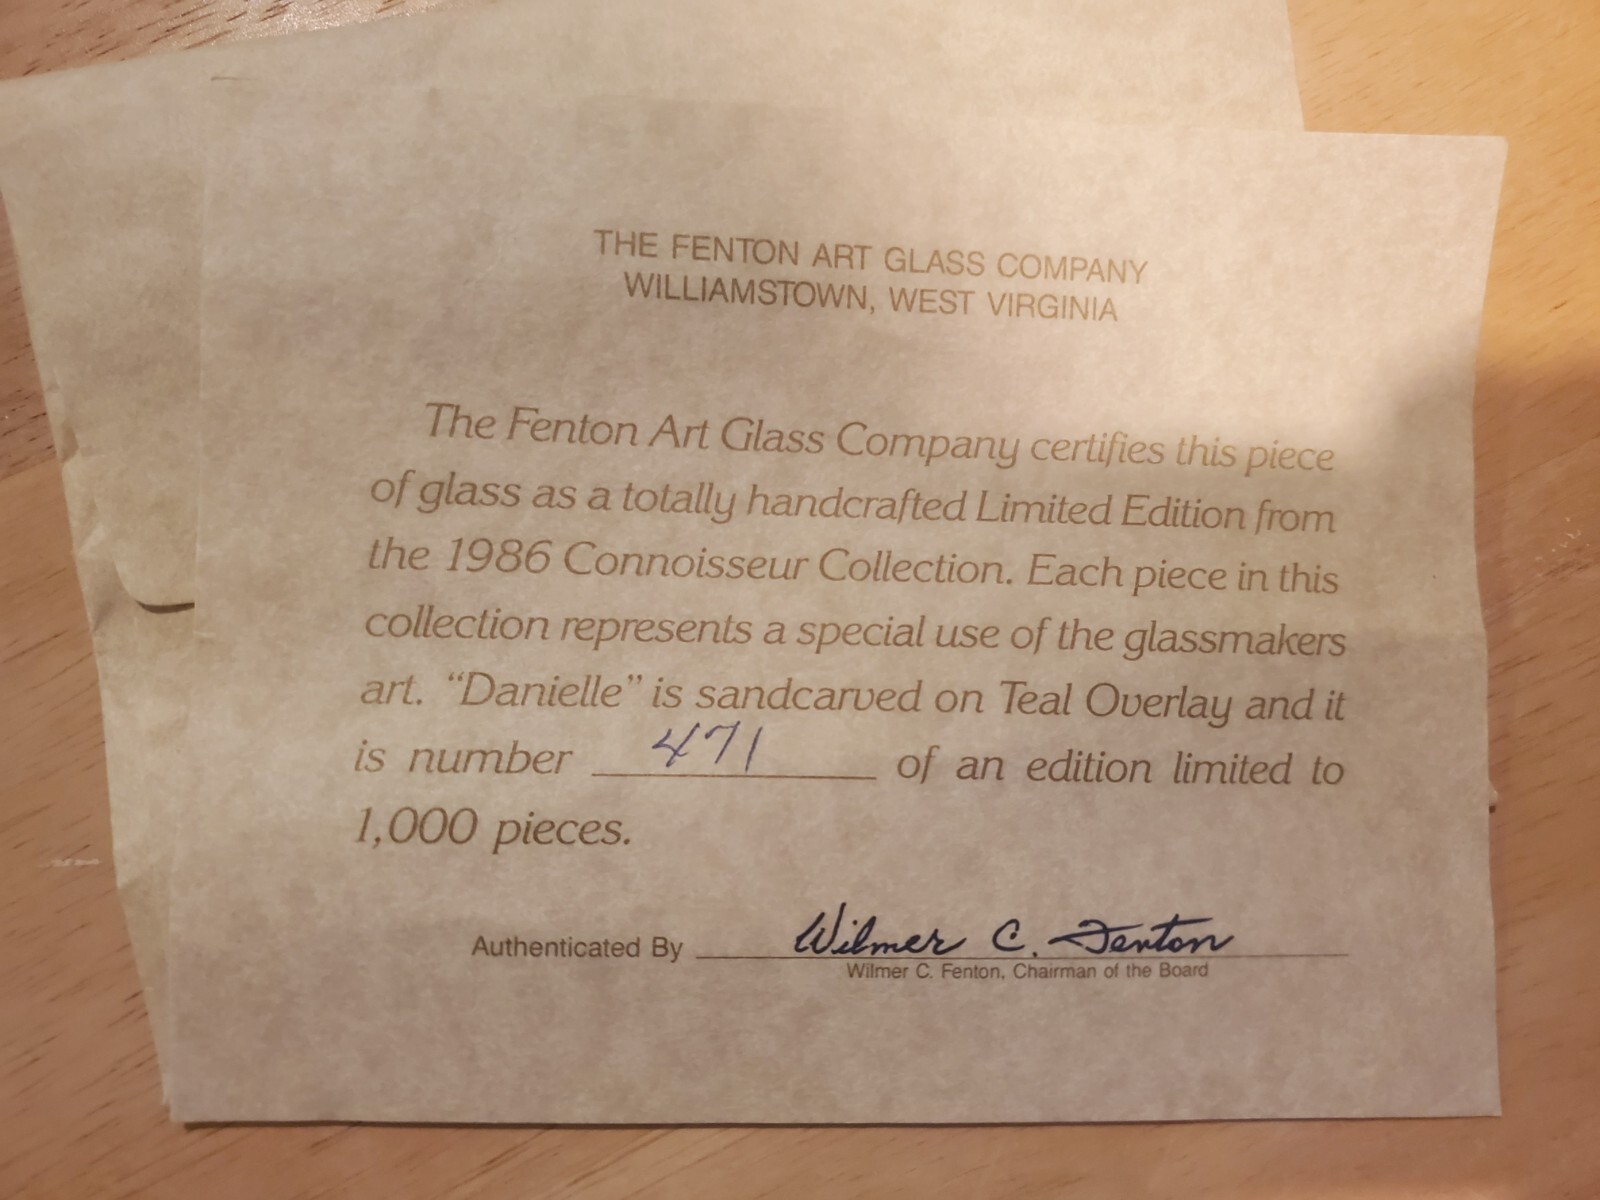 THE FENTON ART GLASS COMPANY
WILLIAMSTOWN, WEST VIRGINIA
The Fenton Art Glass Company certifies this piece
of glass as a totally handcrafted Limited Edition from
the 1986 Connoisseur Collection. Each piece in this
collection represents a special use of the glassmakers
art. “Danielle” is sandcarved on Teal Overlay and it
is number 471 of an edition limited to
1,000 pieces.
Authenticated By Wilmer C. Fenton
Wilmer C. Fenton, Chairman of the Board